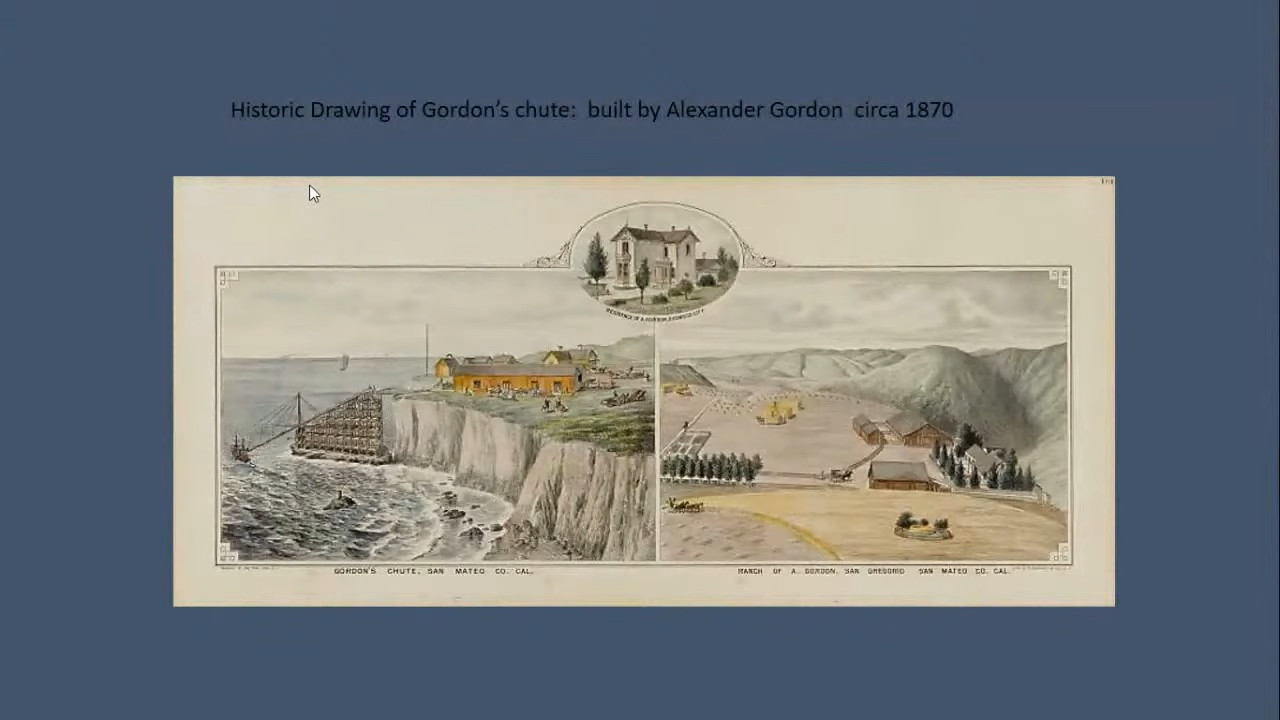 Historic Drawing of Gordon's chute:  built by Alexander Gordon  circa 1870
GORDON'S CHUTE, SAN MATEO CO. CAL.
RANCH OF A. GORDON. SAN GREGORIO SAN MATEO CO. CAL.